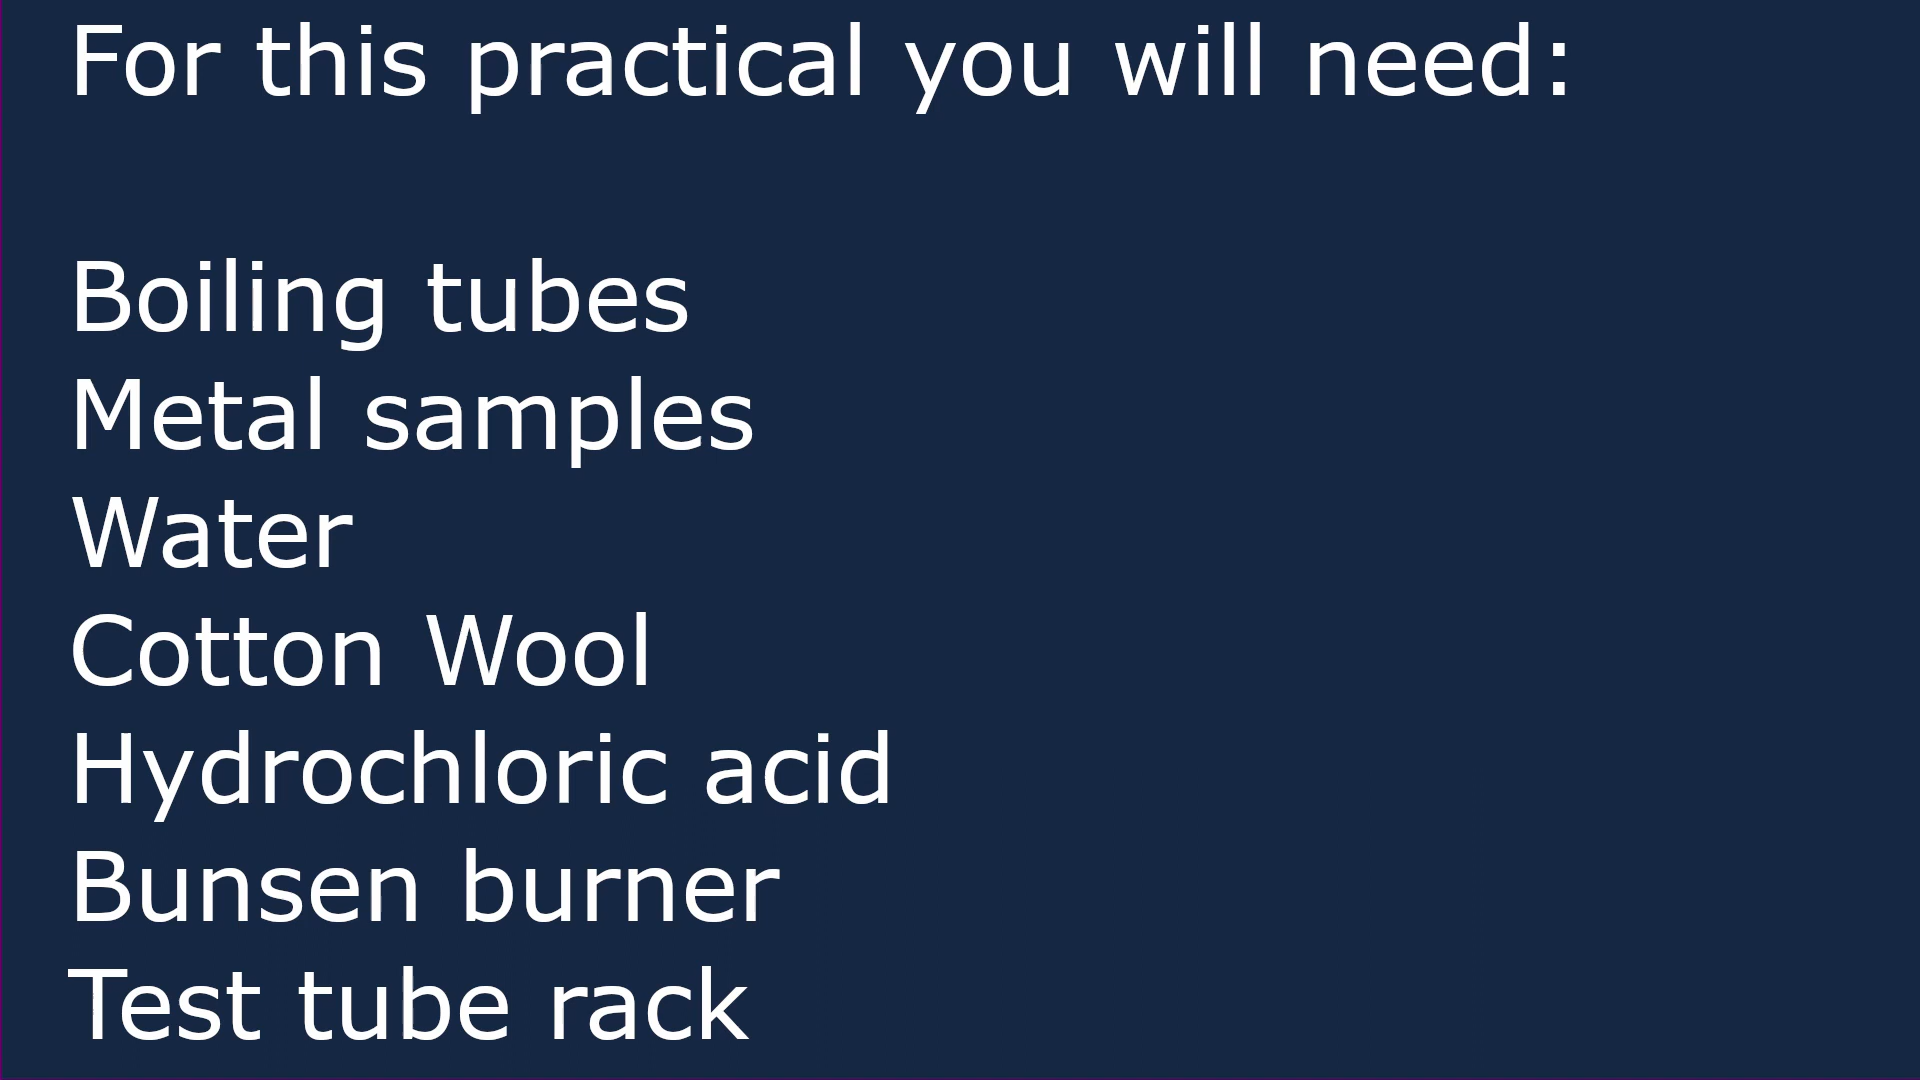 For this practical you will need:
Boiling tubes
Metal samples
Water
Cotton Wool
Hydrochloric acid
Bunsen burner
Test tube rack